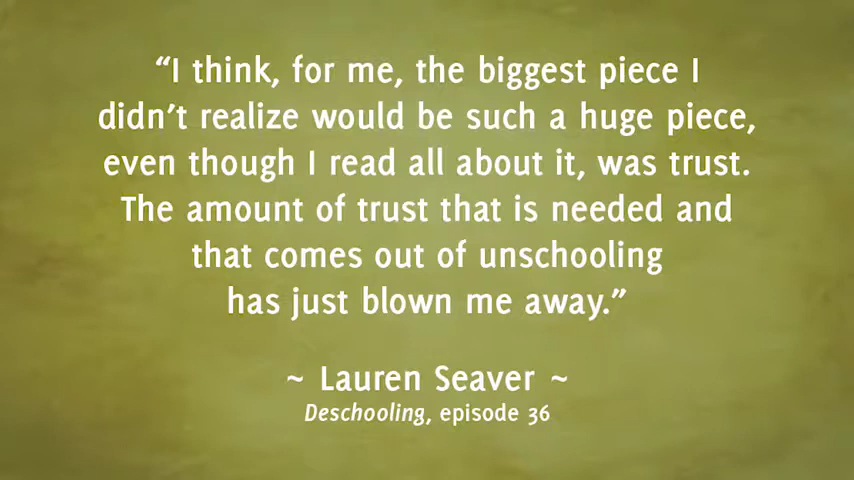 “I think, for me, the biggest piece I
didn’t realize would be such a huge piece,
even though I read all about it, was trust.
The amount of trust that is needed and
that comes out of unschooling
has just blown me away.”
~ Lauren Seaver ~
Deschooling, episode 36